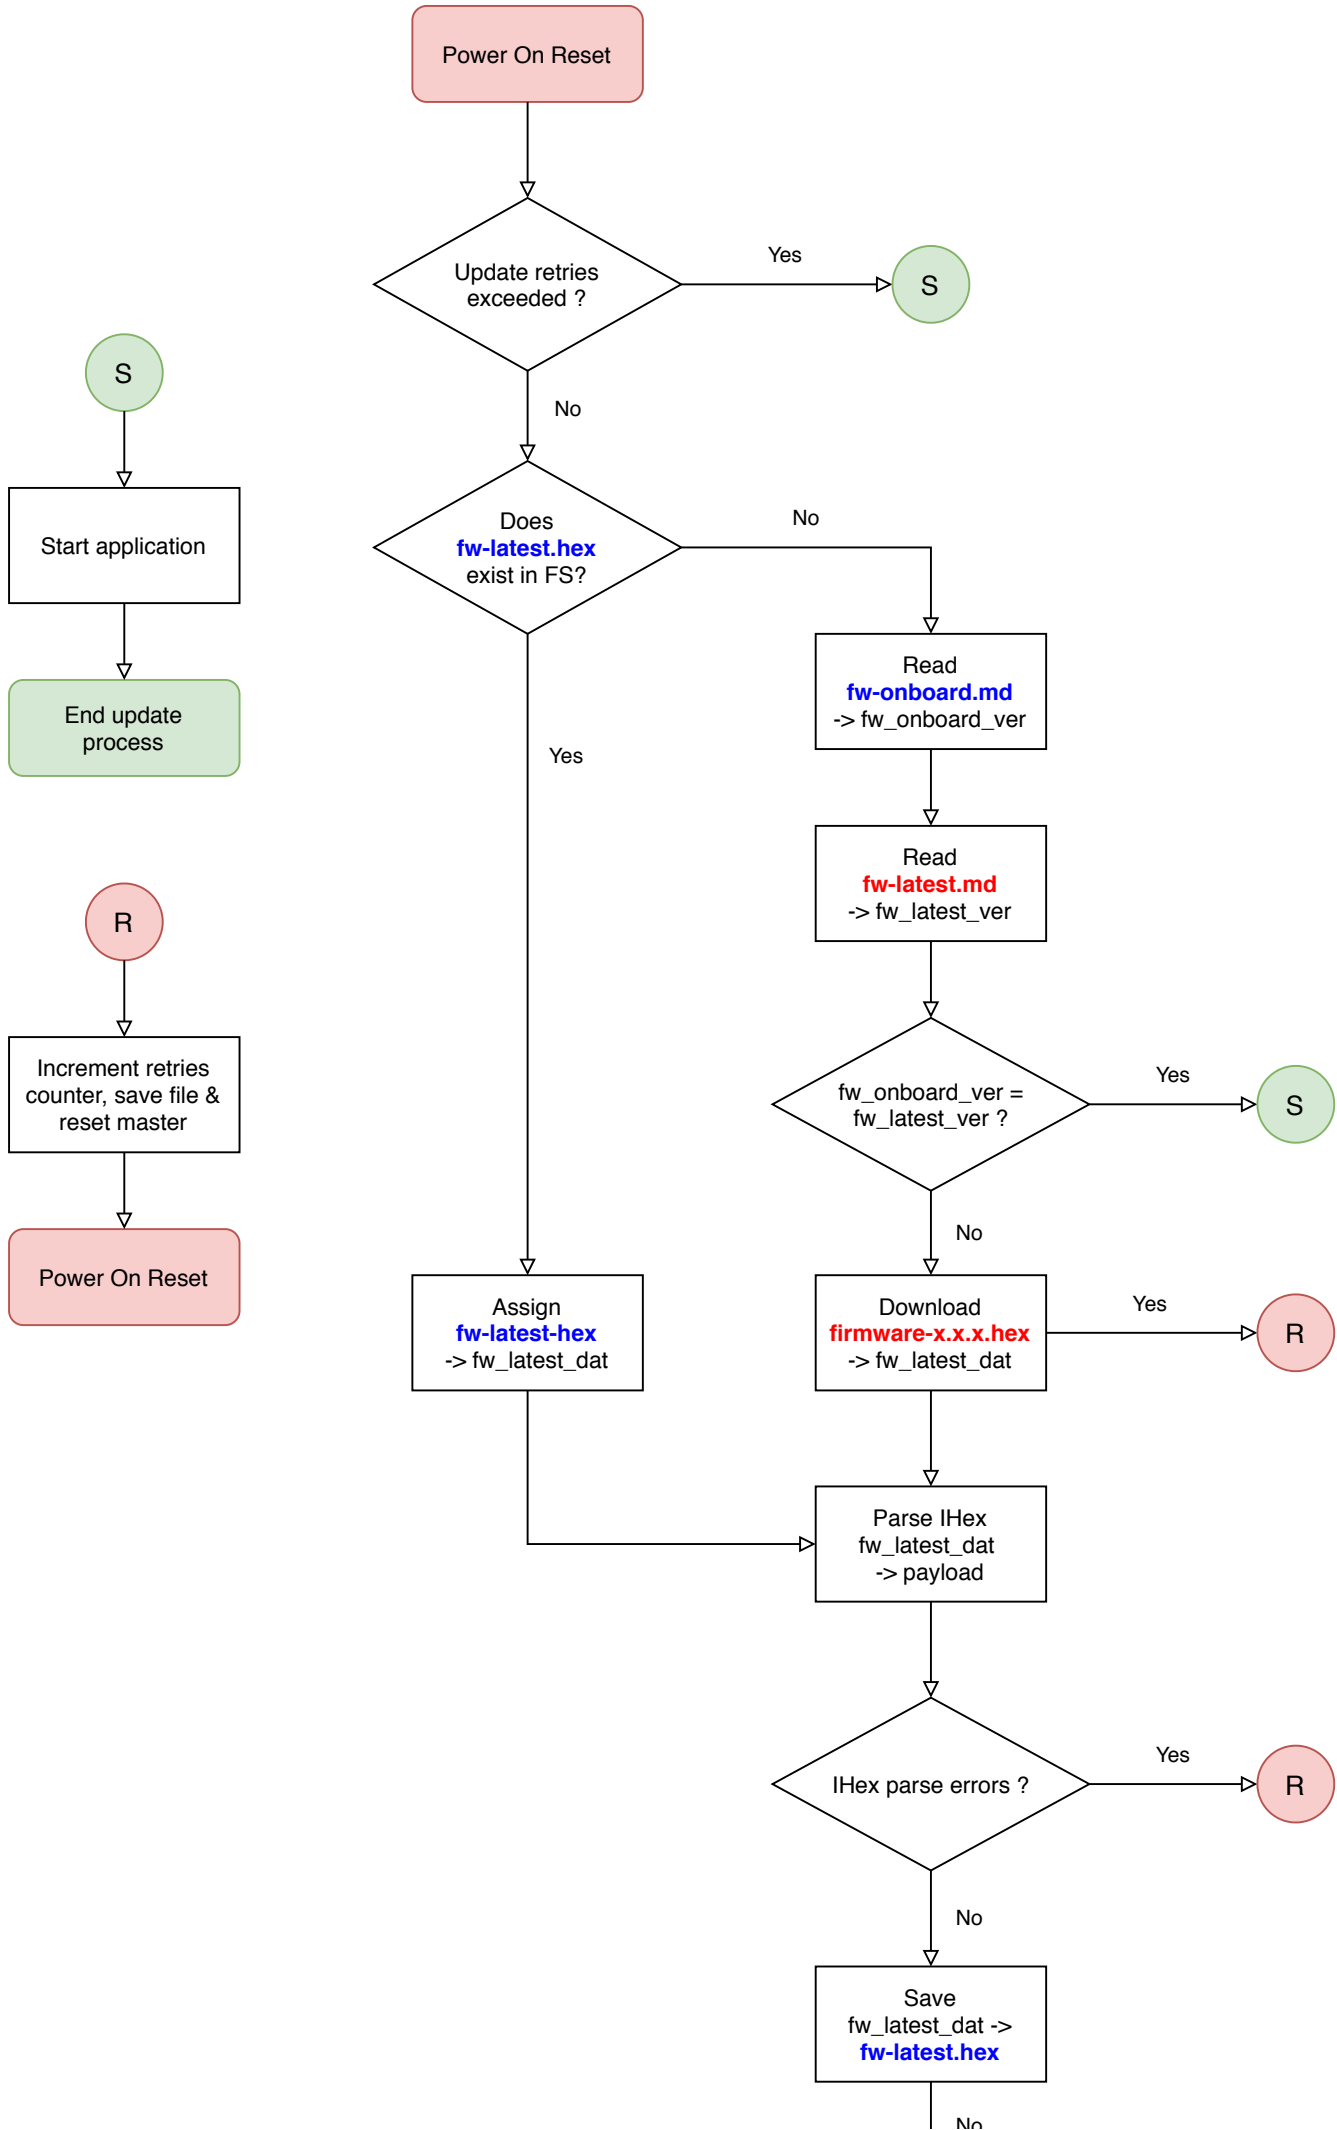 Power On Reset
Update retries
exceeded ?
Yes
S
No
S
Start application
End update
process
Does
fw-latest.hex
exist in FS?
No
Yes
Read
fw-onboard.md
-> fw_onboard_ver
Read
fw-latest.md
-> fw_latest_ver
R
Increment retries
counter, save file &
reset master
Power On Reset
fw_onboard_ver =
fw_latest_ver ?
Yes
S
No
Assign
fw-latest-hex
-> fw_latest_dat
Download
firmware-x.x.x.hex
-> fw_latest_dat
Yes
R
Parse IHex
fw_latest_dat
-> payload
IHex parse errors ?
Yes
R
No
Save
fw_latest_dat ->
fw-latest.hex
No